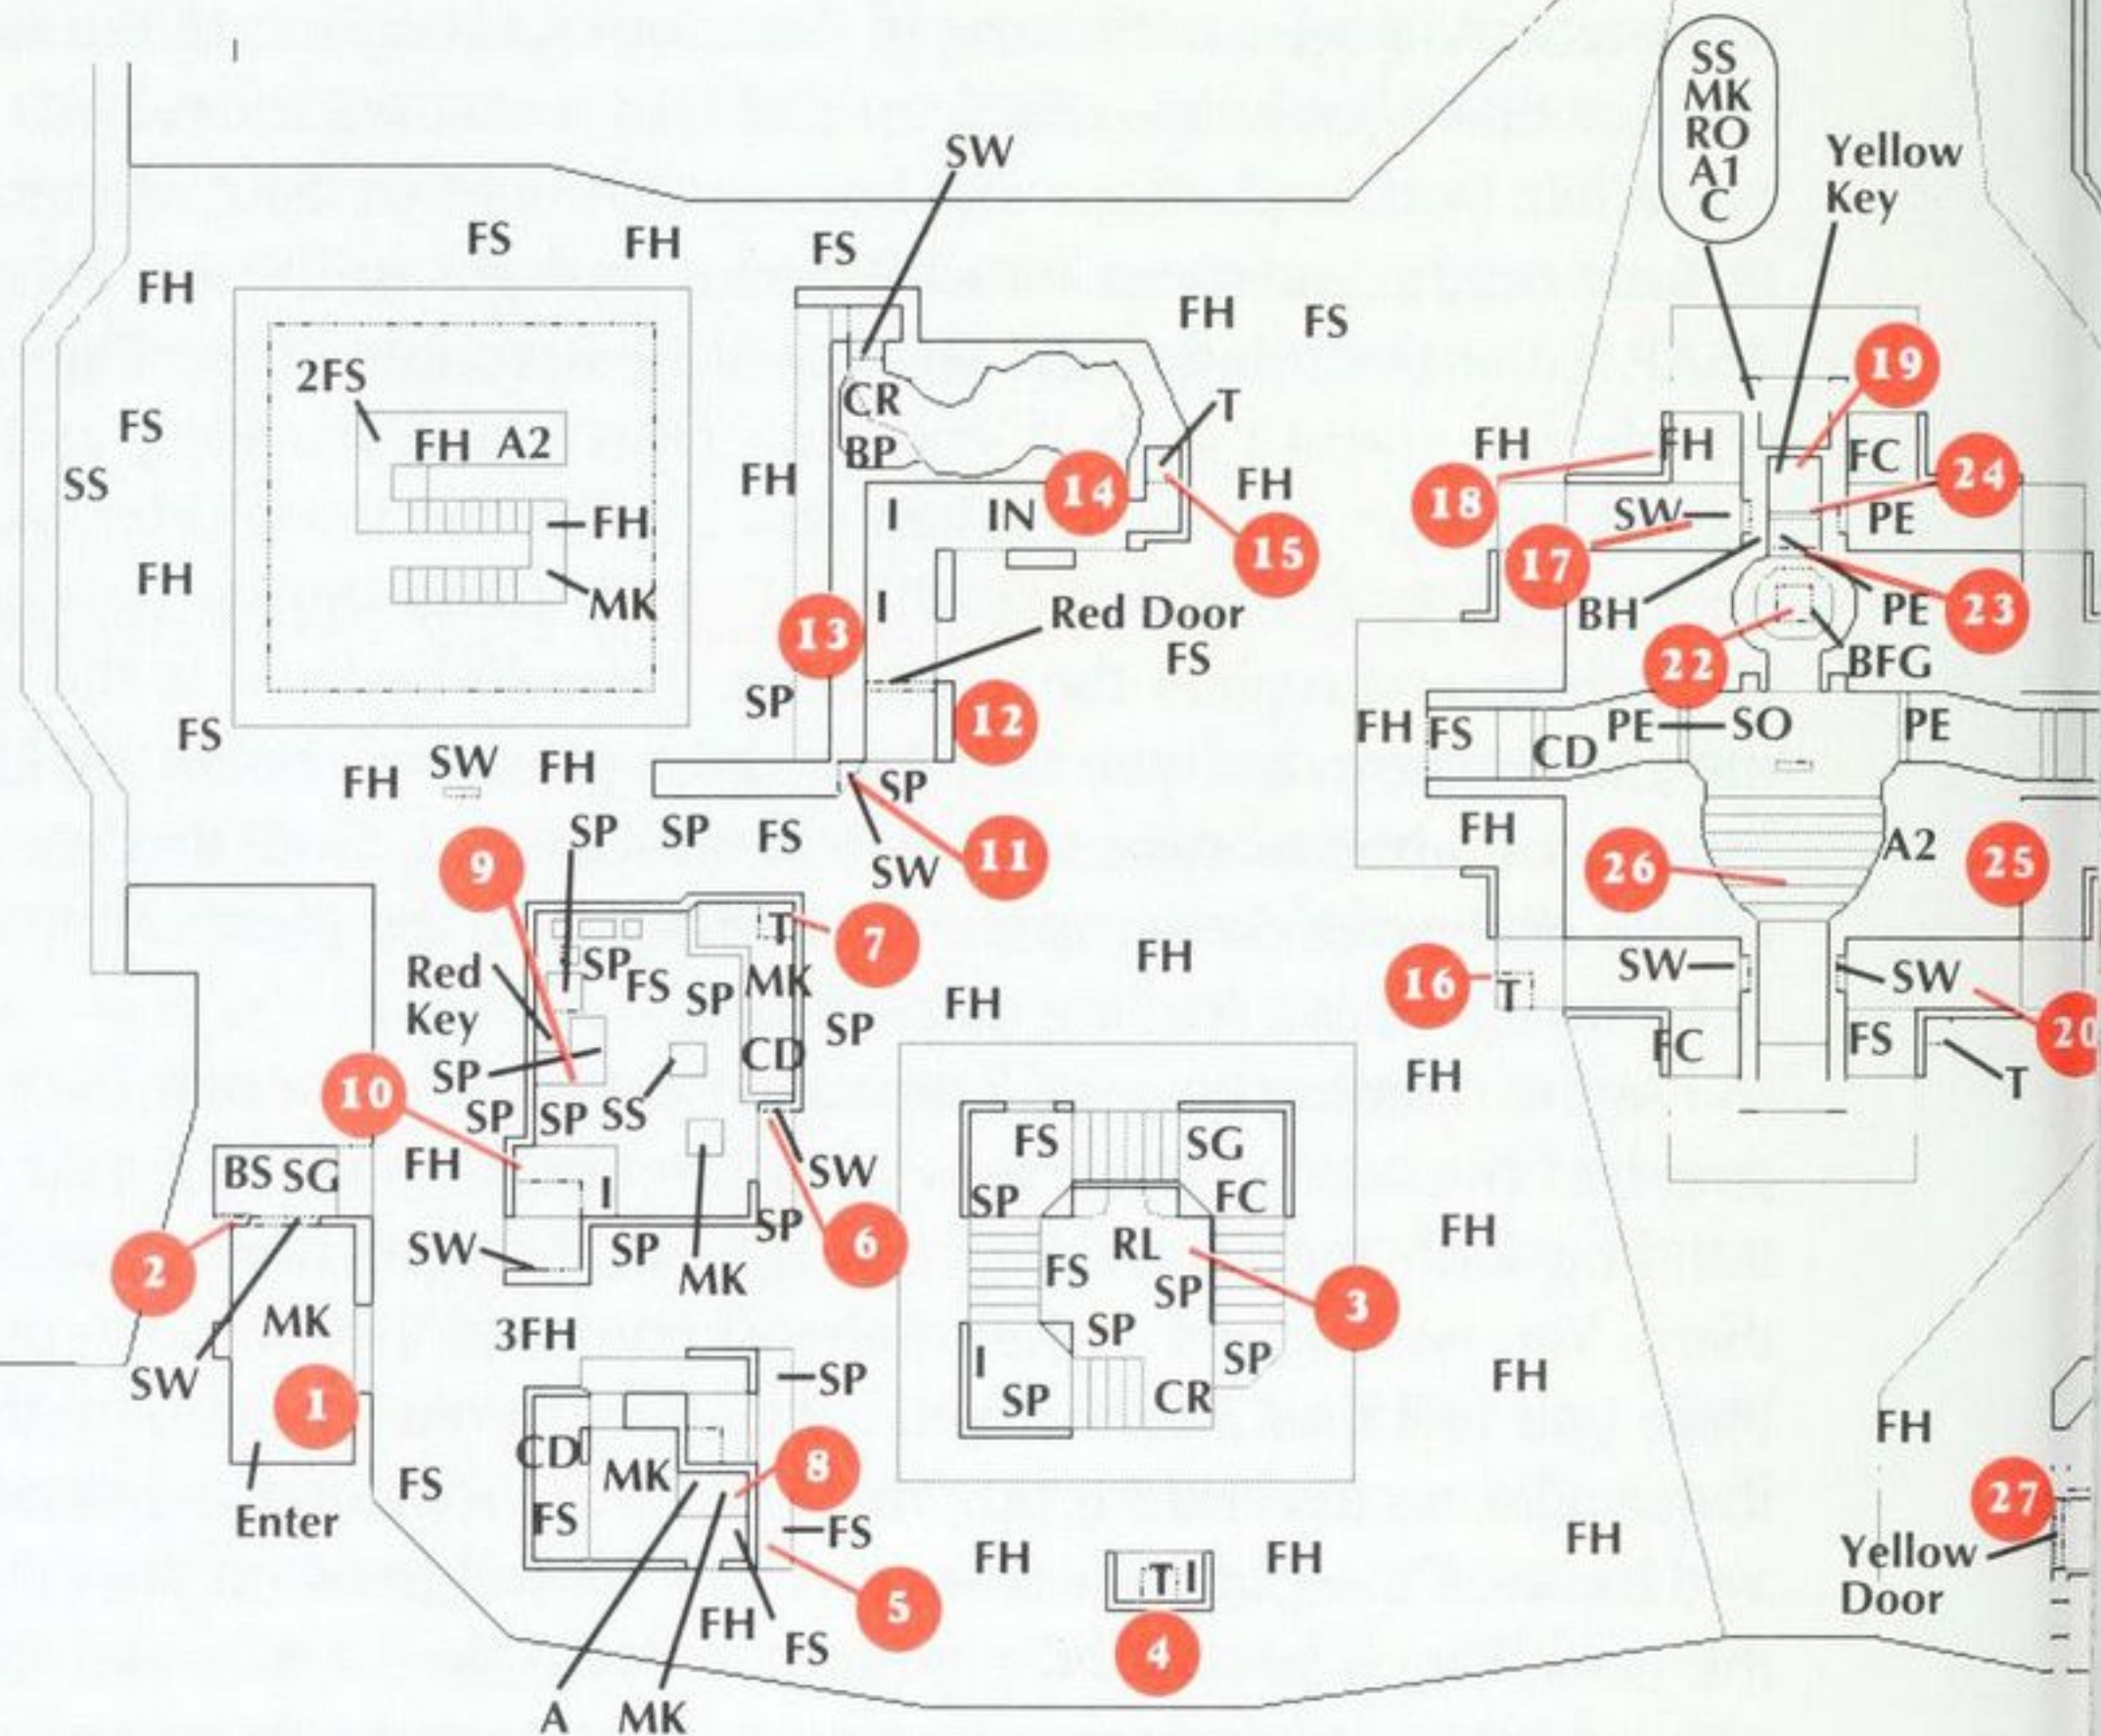 SS
MK
RO
A1
C
Yellow
Key
SW
FS
FH
FS
FH
FH
FS
19
2FS
FS
SS
FH A2
FH
MK
FH
CR
BP
T
FH
14
I
IN
FH
15
FH
FH
FC
18
24
SW
PE
17
BH
PE
23
22
BFG
I
13
Red Door
FS
SP
12
FS
FH
SW
FH
SP
SW
11
FH
FS
CD
PE
SO
PE
FH
A2
26
25
SP
SP
FS
9
T
7
Red
Key
SP
FS
SP
MK
SP
CD
SP
10
SP
SP
SS
FH
FH
FH
16
T
SW
SW
20
FC
FS
T
BS
SG
FH
I
SW
SP
6
2
SW
SP
MK
MK
SW
1
Enter
FS
SG
SP
FC
RL
FS
SP
3
SP
SP
I
SP
CR
FH
FH
3FH
SP
CD
MK
8
FS
FS
FS
5
FH
FS
A
MK
FH
T I
FH
4
FH
FH
27
Yellow
Door